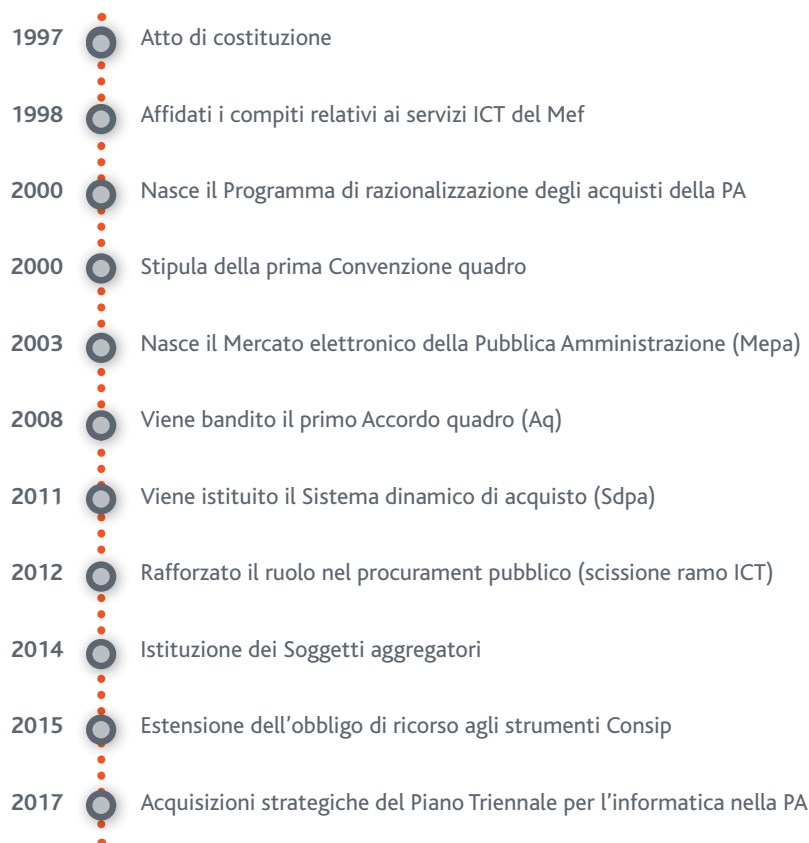 1997 Atto di costituzione
1998 Affidati i compiti relativi ai servizi ICT del Mef
2000 Nasce il Programma di razionalizzazione degli acquisti della PA
2000 Stipula della prima Convenzione quadro
2003 Nasce il Mercato elettronico della Pubblica Amministrazione (Mepa)
2008 Viene bandito il primo Accordo quadro (Aq)
2011 Viene istituito il Sistema dinamico di acquisto (Sdpa)
2012 Rafforzato il ruolo nel procurament pubblico (scissione ramo ICT)
2014 Istituzione dei Soggetti aggregatori
2015 Estensione dell’obbligo di ricorso agli strumenti Consip
2017 Acquisizioni strategiche del Piano Triennale per l’informatica nella PA